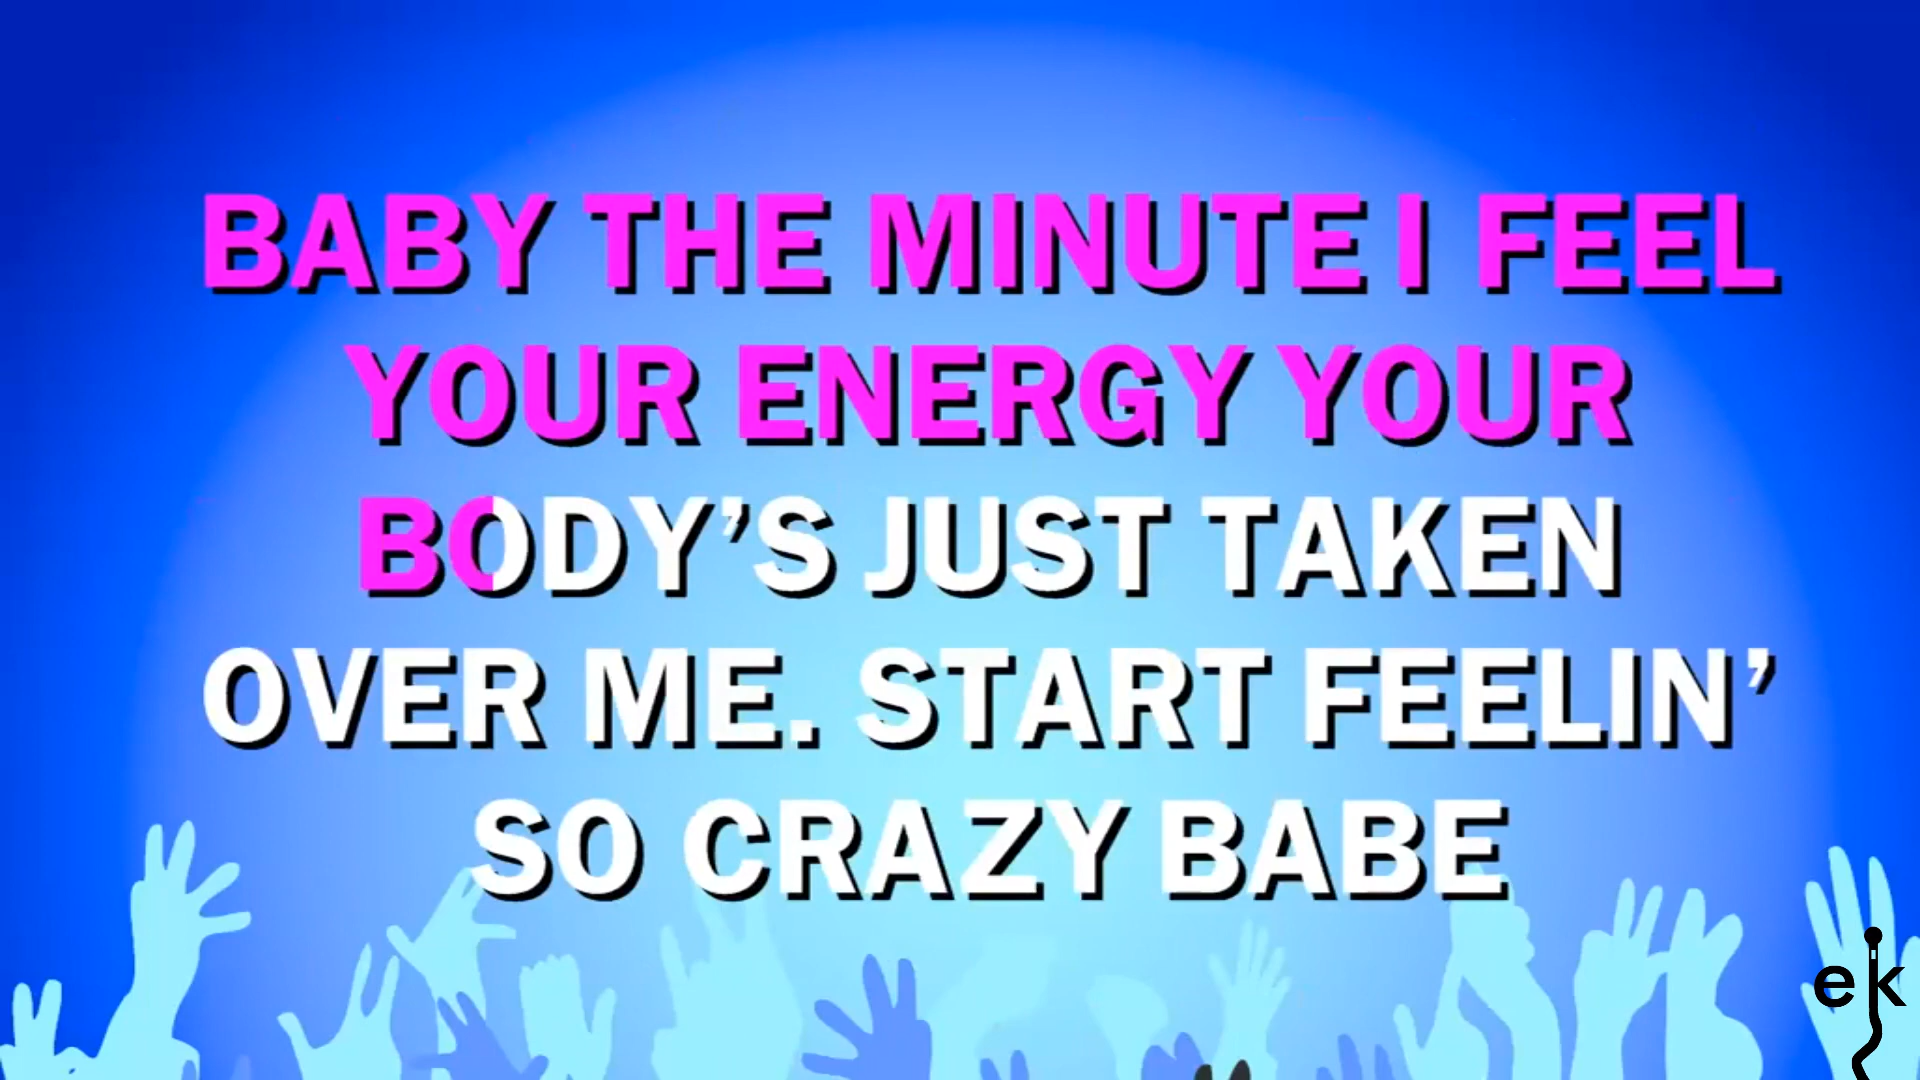 BABY THE MINUTE I FEEL
YOUR ENERGY YOUR
BODY’S JUST TAKEN
OVER ME. START FEELIN’
SO CRAZY BABE
ek